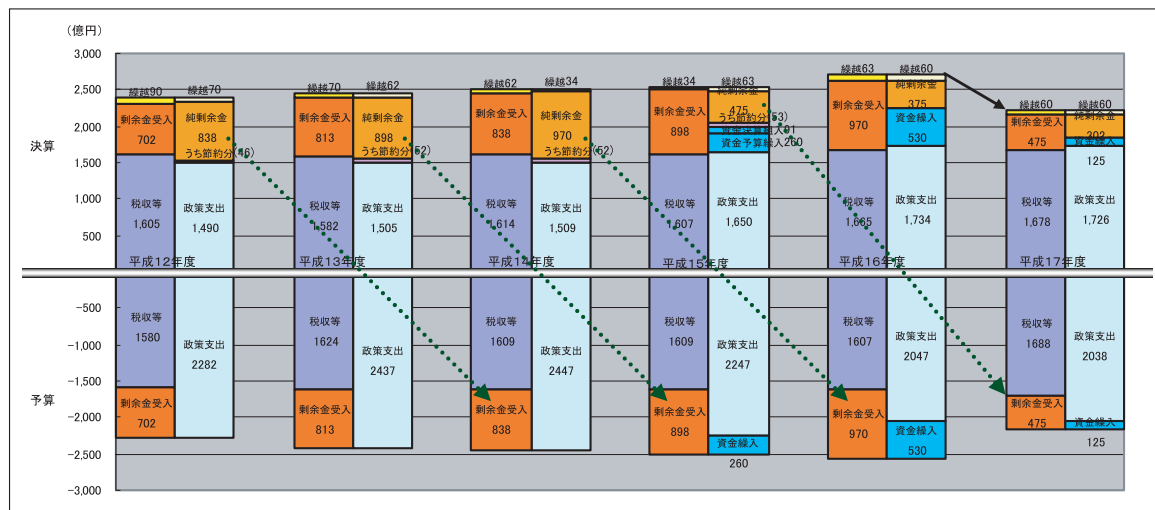 (億円)
3,000
2,500
2,000
1,500
1,000
500
−500
−1,000
−1,500
−2,000
−2,500
−3,000
決算
予算
繰越90
繰越70
剰余金受入
702
純剰余金
838
うち節約分(46)
税収等
1,605
政策支出
1,490
平成12年度
税収等
1580
政策支出
2282
剰余金受入
702
繰越70
繰越62
剰余金受入
813
純剰余金
898
うち節約分(52)
税収等
1,582
政策支出
1,505
平成13年度
税収等
1624
政策支出
2437
剰余金受入
813
繰越62
繰越34
剰余金受入
838
純剰余金
970
うち節約分(62)
税収等
1,614
政策支出
1,509
平成14年度
税収等
1609
政策支出
2447
剰余金受入
838
繰越34
繰越63
剰余金受入
898
純剰余金
475
うち節約分(53)
資金決算組入91
資金予算繰入260
税収等
1,607
政策支出
1,650
平成15年度
税収等
1609
政策支出
2247
剰余金受入
898
資金繰入
260
繰越63
繰越60
剰余金受入
970
純剰余金
375
資金繰入
530
税収等
1,665
政策支出
1,734
平成16年度
税収等
1607
政策支出
2047
剰余金受入
970
資金繰入
530
繰越60
繰越60
剰余金受入
475
純剰余金
302
資金繰入
125
税収等
1,678
政策支出
1,726
平成17年度
税収等
1688
政策支出
2038
剰余金受入
475
資金繰入
125